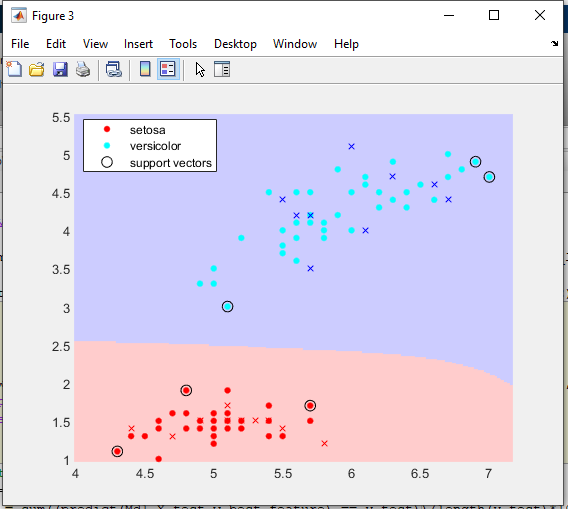 Figure 3
File Edit View Insert Tools Desktop Window Help
5.5
5
4.5
4
3.5
3
2.5
2
1.5
1
setosa
versicolor
support vectors
4 4.5 5 5.5 6 6.5 7